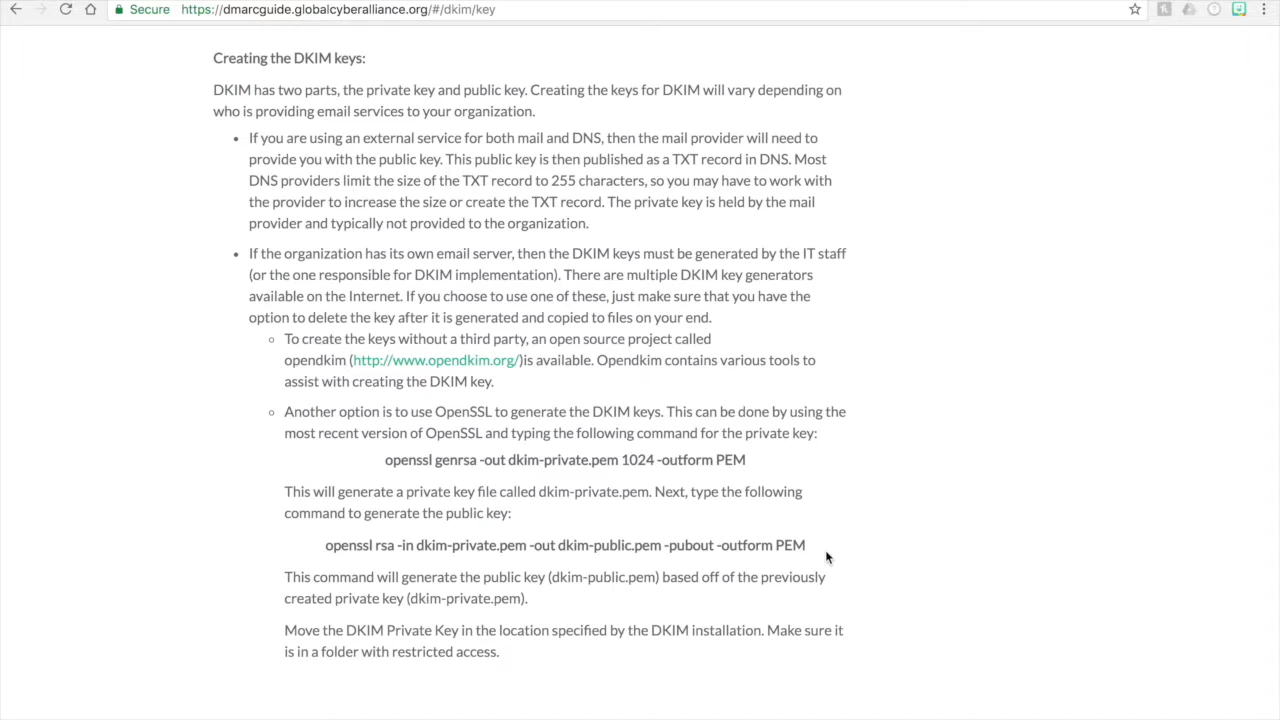 Secure https://dmarcguide.globalcyberalliance.org/#/dkim/key
Creating the DKIM keys:
DKIM has two parts, the private key and public key. Creating the keys for DKIM will vary depending on
who is providing email services to your organization.
• If you are using an external service for both mail and DNS, then the mail provider will need to
provide you with the public key. This public key is then published as a TXT record in DNS. Most
DNS providers limit the size of the TXT record to 255 characters, so you may have to work with
the provider to increase the size or create the TXT record. The private key is held by the mail
provider and typically not provided to the organization.
• If the organization has its own email server, then the DKIM keys must be generated by the IT staff
(or the one responsible for DKIM implementation). There are multiple DKIM key generators
available on the Internet. If you choose to use one of these, just make sure that you have the
option to delete the key after it is generated and copied to files on your end.
◦ To create the keys without a third party, an open source project called
opendkim (http://www.opendkim.org/)is available. Opendkim contains various tools to
assist with creating the DKIM key.
◦ Another option is to use OpenSSL to generate the DKIM keys. This can be done by using the
most recent version of OpenSSL and typing the following command for the private key:
openssl genrsa -out dkim-private.pem 1024 -outform PEM
This will generate a private key file called dkim-private.pem. Next, type the following
command to generate the public key:
openssl rsa -in dkim-private.pem -out dkim-public.pem -pubout -outform PEM
This command will generate the public key (dkim-public.pem) based off of the previously
created private key (dkim-private.pem).
Move the DKIM Private Key in the location specified by the DKIM installation. Make sure it
is in a folder with restricted access.